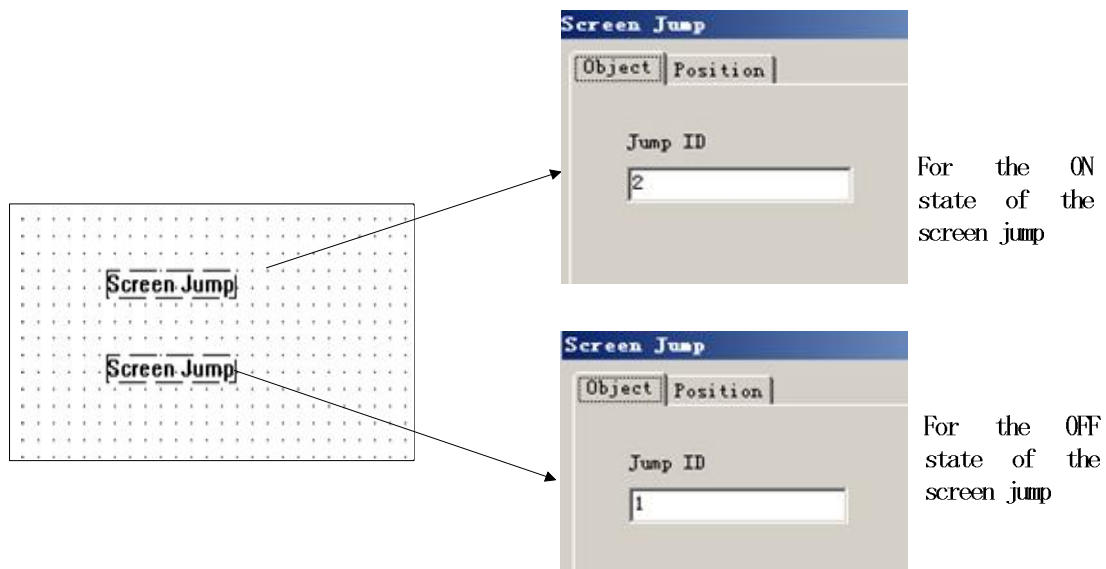 Screen Jump
Screen Jump
Screen Jump
Object Position
Jump ID
2
For the ON
state of the
screen jump
Screen Jump
Object Position
Jump ID
1
For the OFF
state of the
screen jump